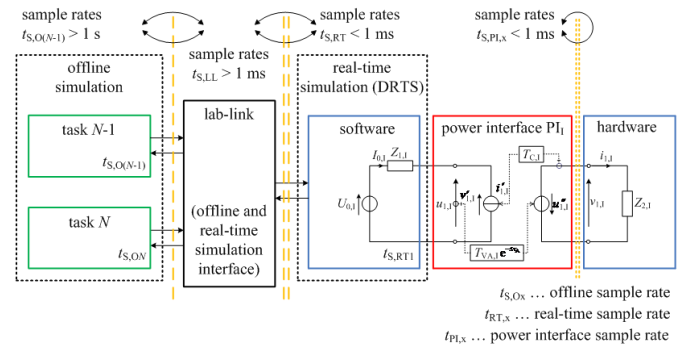 sample rates
t_S,O(N-1) > 1 s
sample rates
t_S,LL > 1 ms
sample rates
t_S,RT < 1 ms
sample rates
t_S,PI,x < 1 ms
offline
simulation
real-time
simulation (DRTS)
task N-1
t_S,O(N-1)
task N
t_S,ON
lab-link
(offline and
real-time
simulation
interface)
software
I_0,I Z_1,I
U_0,I
t_S,RT1
power interface PI_I
T_C,I
u_1,I
T_VA,I
hardware
i_1,I
v_1,I
Z_2,I
t_S,Ox … offline sample rate
t_RT,x … real-time sample rate
t_PI,x … power interface sample rate